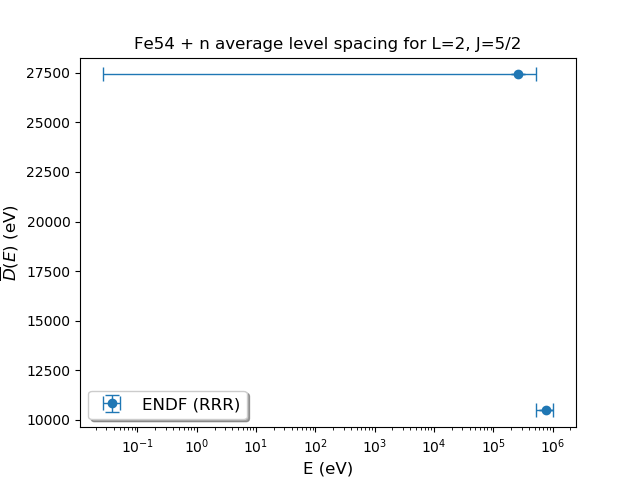 Fe54 + n average level spacing for L=2, J=5/2
27500
25000
22500
20000
17500
15000
12500
10000
D̅(E) (eV)
ENDF (RRR)
10⁻¹ 10⁰ 10¹ 10² 10³ 10⁴ 10⁵ 10⁶
E (eV)